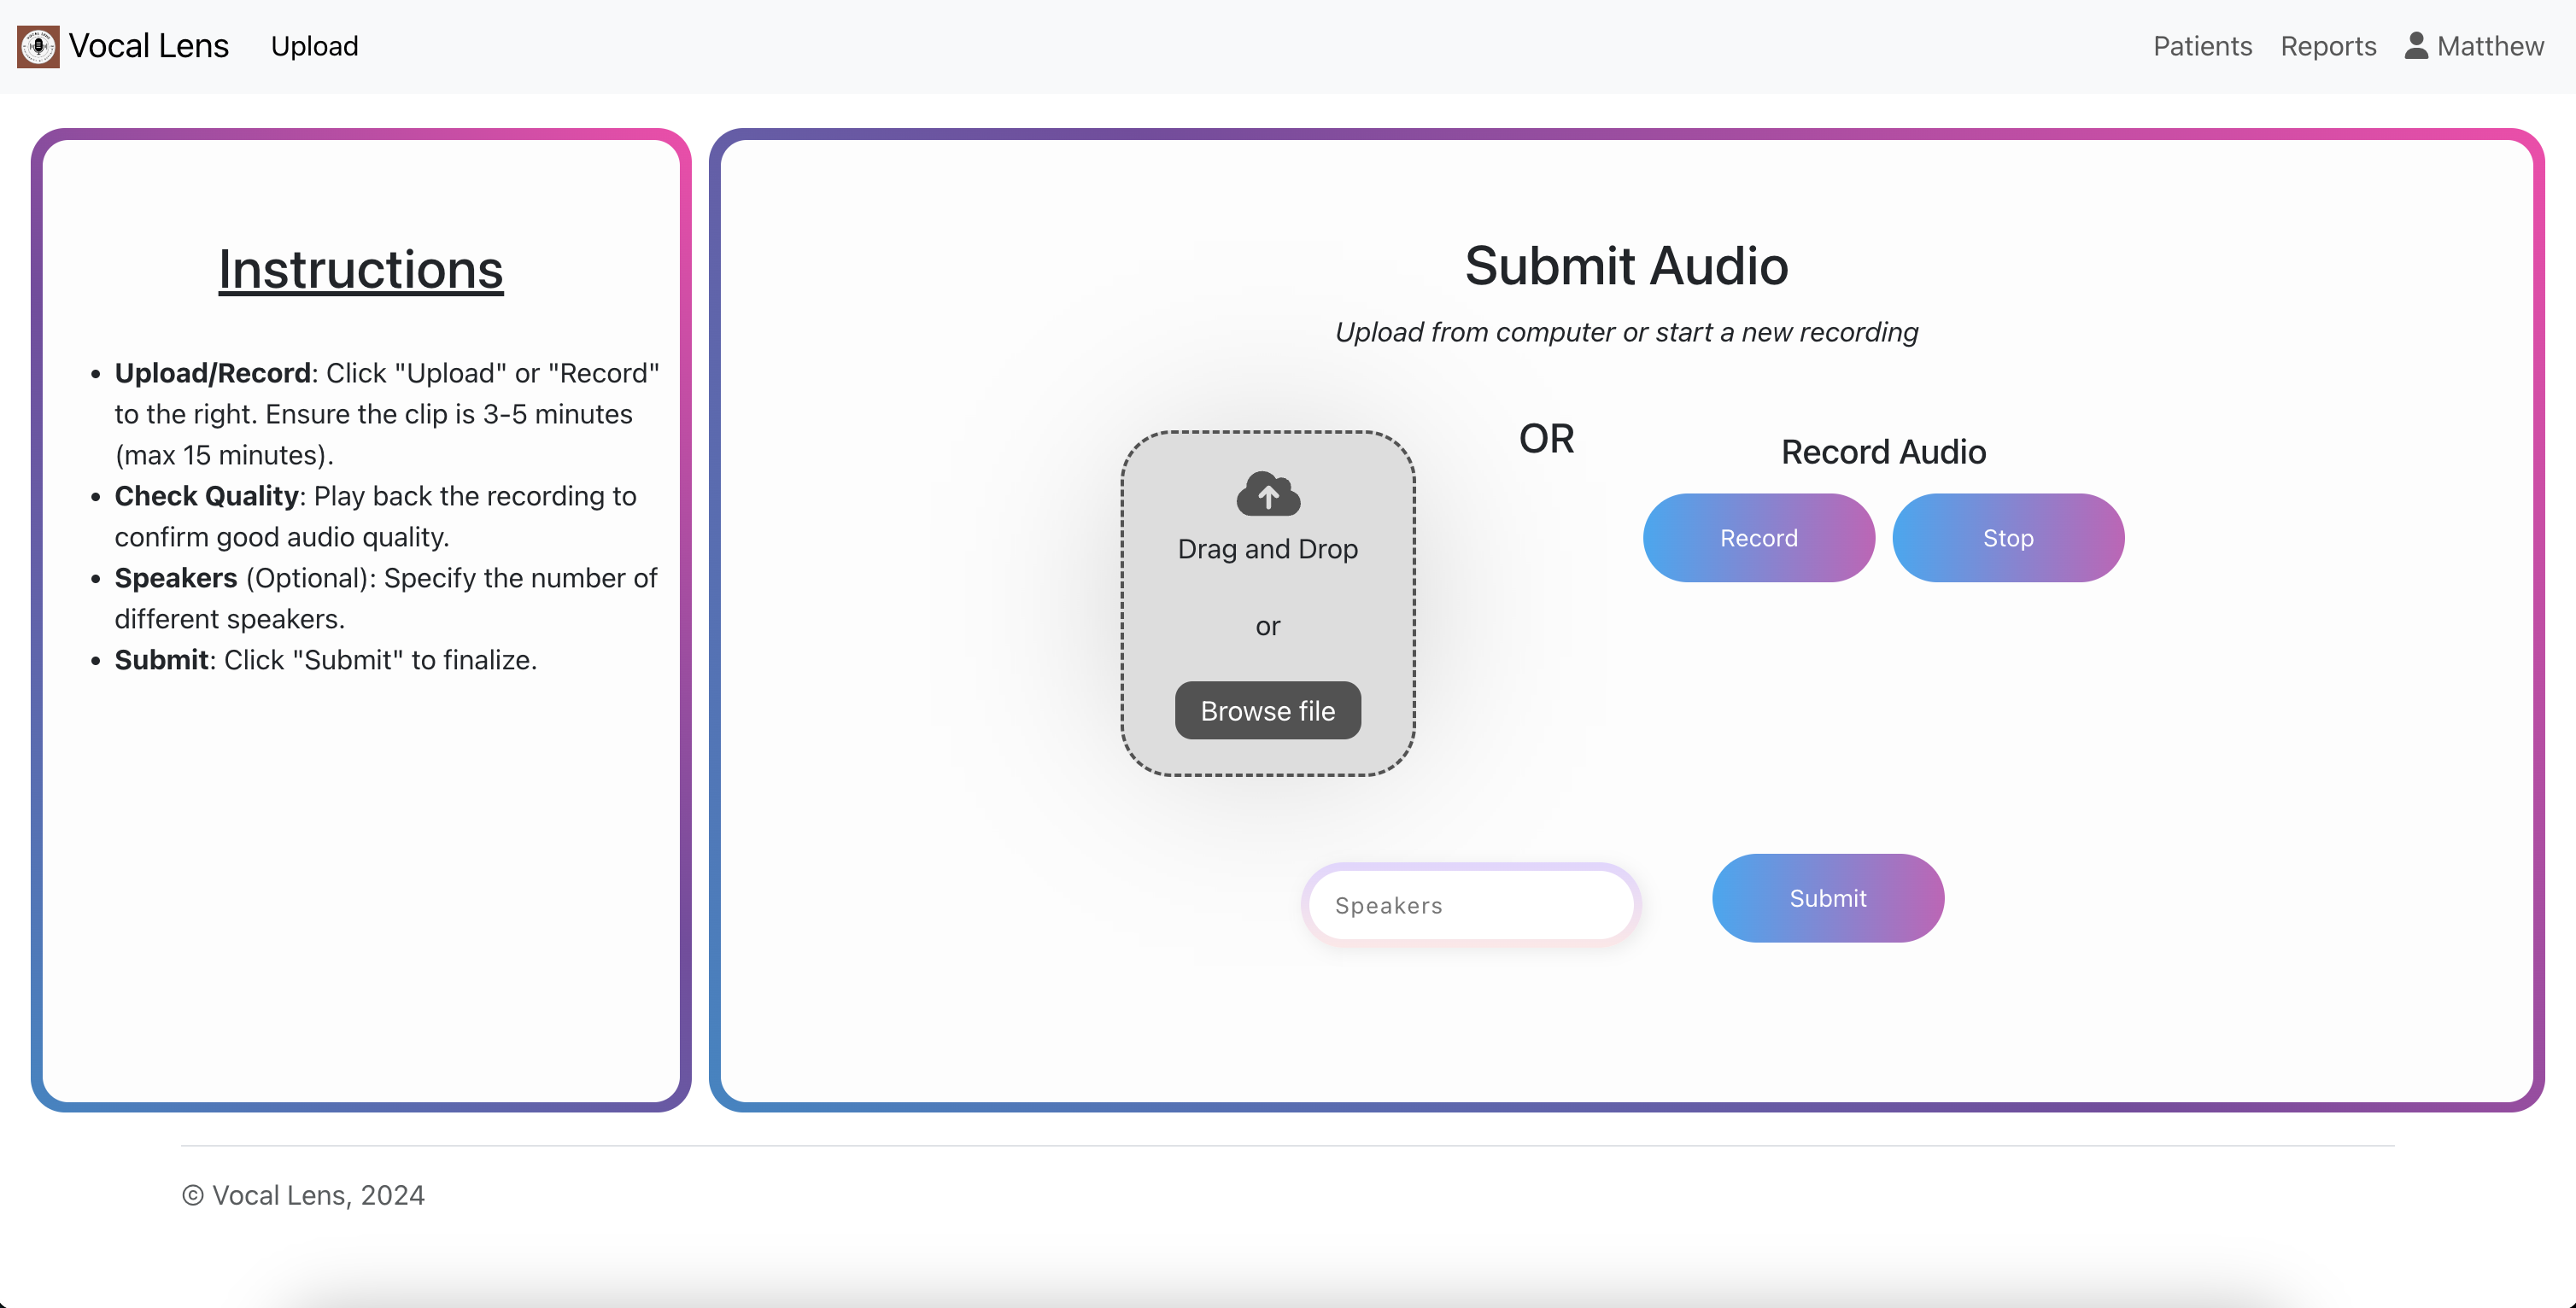 Vocal Lens
Upload
Patients
Reports
Matthew
Instructions
• Upload/Record: Click "Upload" or "Record"
to the right. Ensure the clip is 3-5 minutes
(max 15 minutes).
• Check Quality: Play back the recording to
confirm good audio quality.
• Speakers (Optional): Specify the number of
different speakers.
• Submit: Click "Submit" to finalize.
Submit Audio
Upload from computer or start a new recording
Drag and Drop
or
Browse file
OR
Record Audio
Record
Stop
Speakers
Submit
© Vocal Lens, 2024